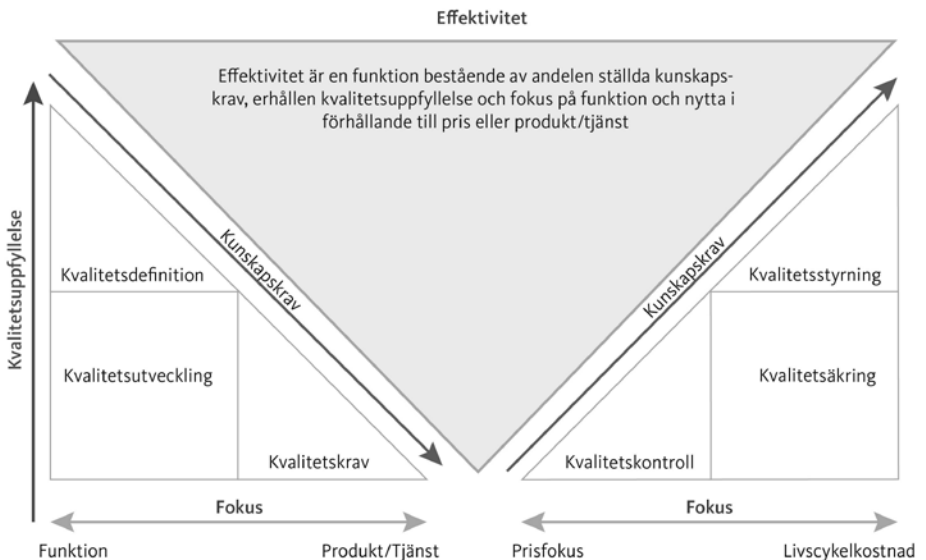 Effektivitet
Effektivitet är en funktion bestående av andelen ställda kunskaps-
krav, erhållen kvalitetsuppfyllelse och fokus på funktion och nytta i
förhållande till pris eller produkt/tjänst
Kvalitetsuppfyllelse
Kunskapskrav
Kunskapskrav
Kvalitetsdefinition
Kvalitetsstyrning
Kvalitetsutveckling
Kvalitetsäkring
Kvalitetskrav
Kvalitetskontroll
Fokus
Fokus
Funktion
Produkt/Tjänst
Prisfokus
Livscykelkostnad